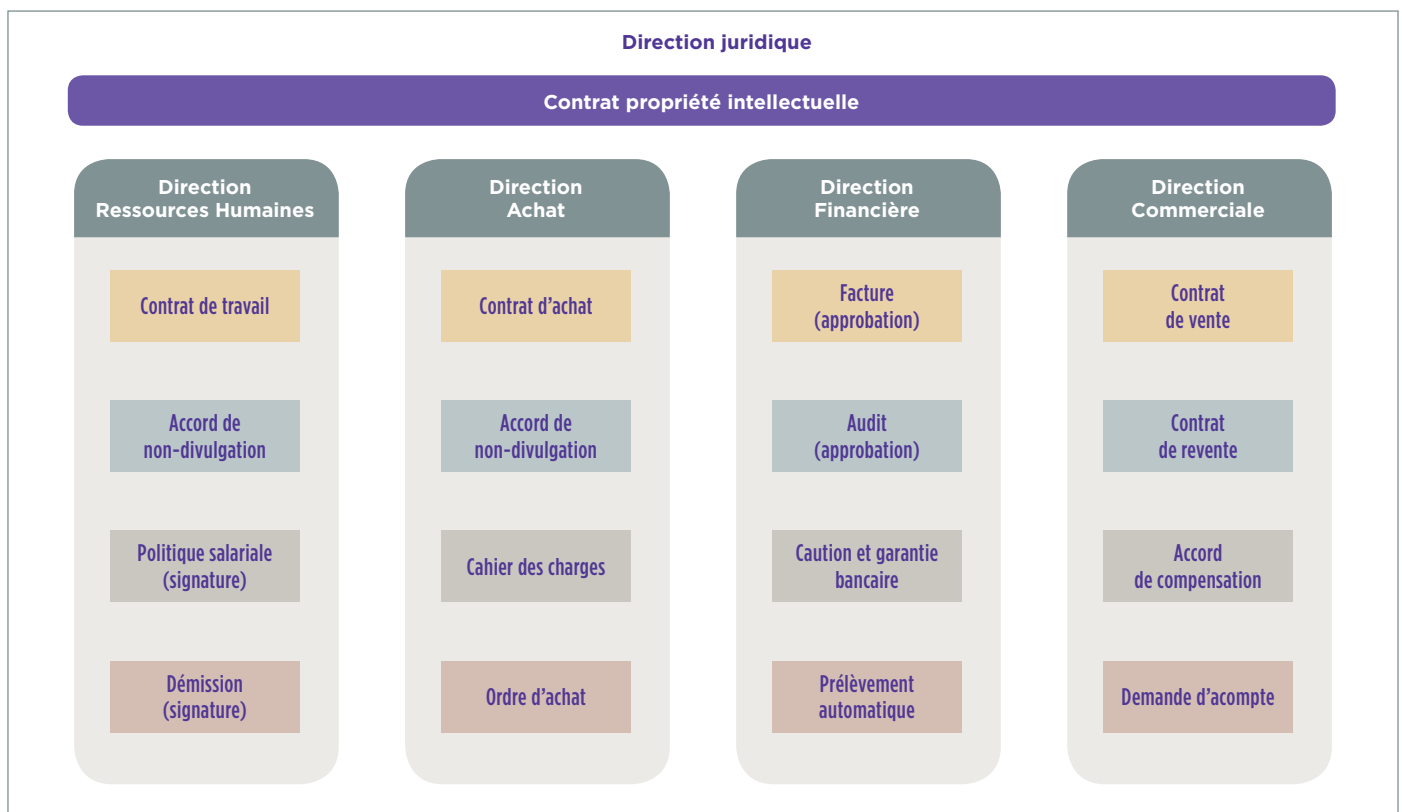 Direction juridique
Contrat propriété intellectuelle
Direction
Ressources Humaines
Contrat de travail
Accord de
non-divulgation
Politique salariale
(signature)
Démission
(signature)
Direction
Achat
Contrat d’achat
Accord de
non-divulgation
Cahier des charges
Ordre d’achat
Direction
Financière
Facture
(approbation)
Audit
(approbation)
Caution et garantie
bancaire
Prélèvement
automatique
Direction
Commerciale
Contrat
de vente
Contrat
de revente
Accord
de compensation
Demande d’acompte